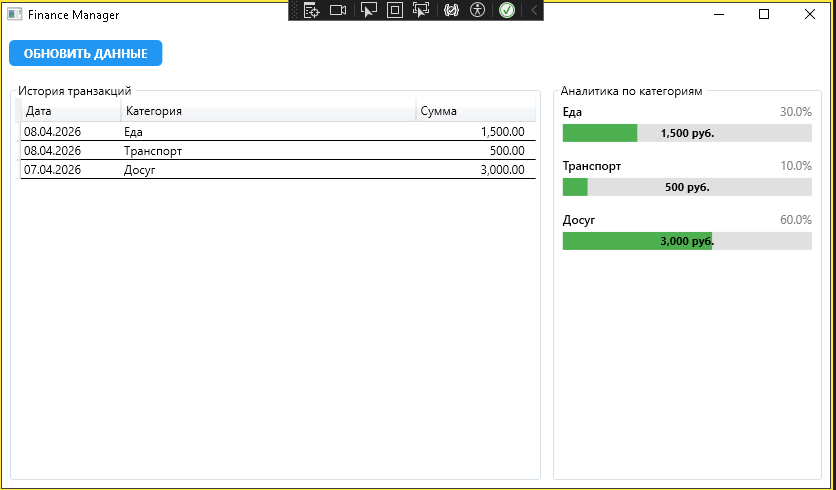 Finance Manager
ОБНОВИТЬ ДАННЫЕ
История транзакций
Дата Категория Сумма
08.04.2026 Еда 1,500.00
08.04.2026 Транспорт 500.00
07.04.2026 Досуг 3,000.00
Аналитика по категориям
Еда 30.0%
1,500 руб.
Транспорт 10.0%
500 руб.
Досуг 60.0%
3,000 руб.